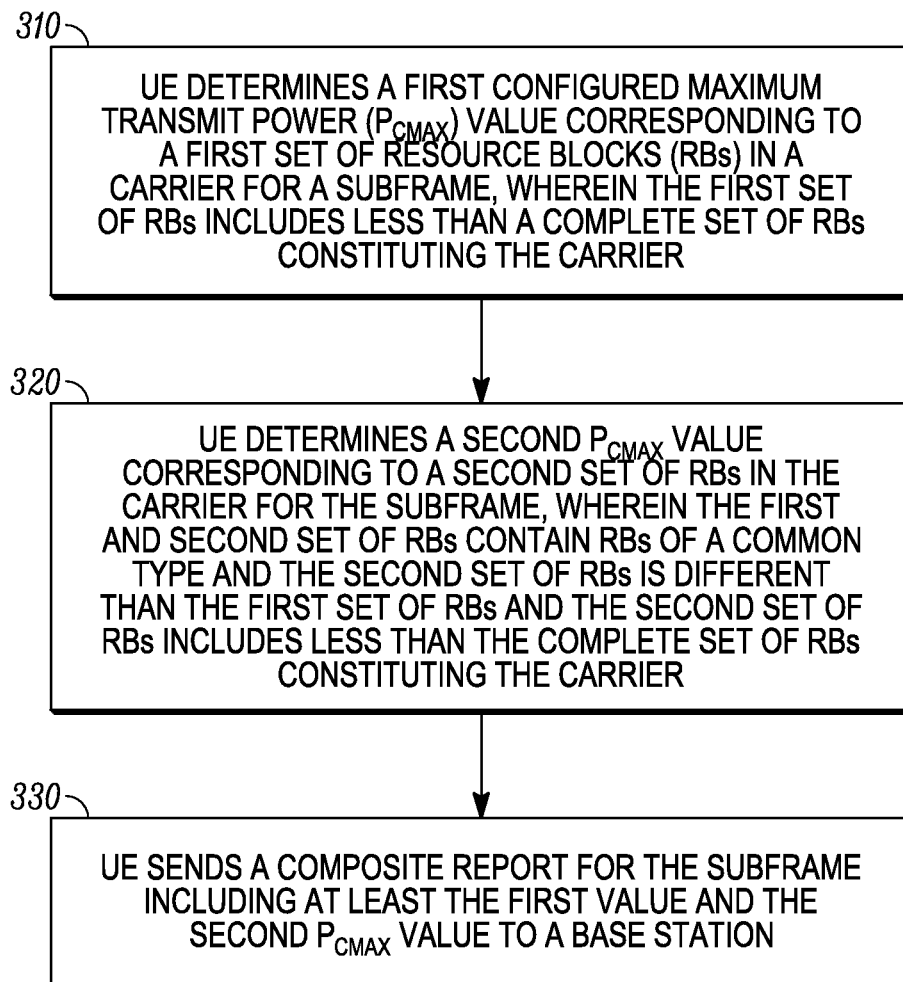 310
UE DETERMINES A FIRST CONFIGURED MAXIMUM
TRANSMIT POWER (PCMAX) VALUE CORRESPONDING TO
A FIRST SET OF RESOURCE BLOCKS (RBs) IN A
CARRIER FOR A SUBFRAME, WHEREIN THE FIRST SET
OF RBs INCLUDES LESS THAN A COMPLETE SET OF RBs
CONSTITUTING THE CARRIER
320
UE DETERMINES A SECOND PCMAX VALUE
CORRESPONDING TO A SECOND SET OF RBs IN THE
CARRIER FOR THE SUBFRAME, WHEREIN THE FIRST
AND SECOND SET OF RBs CONTAIN RBs OF A COMMON
TYPE AND THE SECOND SET OF RBs IS DIFFERENT
THAN THE FIRST SET OF RBs AND THE SECOND SET OF
RBs INCLUDES LESS THAN THE COMPLETE SET OF RBs
CONSTITUTING THE CARRIER
330
UE SENDS A COMPOSITE REPORT FOR THE SUBFRAME
INCLUDING AT LEAST THE FIRST VALUE AND THE
SECOND PCMAX VALUE TO A BASE STATION